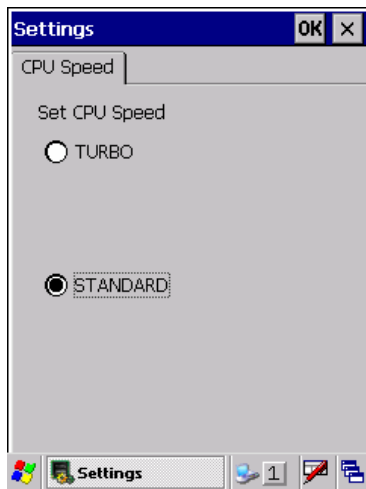 Settings OK ×
CPU Speed
Set CPU Speed
TURBO
STANDARD
Settings 1